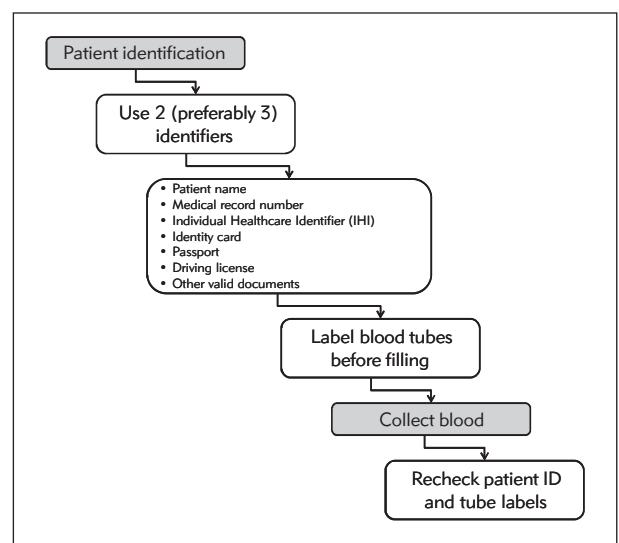 Patient identification
Use 2 (preferably 3)
identifiers
• Patient name
• Medical record number
• Individual Healthcare Identifier (IHI)
• Identity card
• Passport
• Driving license
• Other valid documents
Label blood tubes
before filling
Collect blood
Recheck patient ID
and tube labels